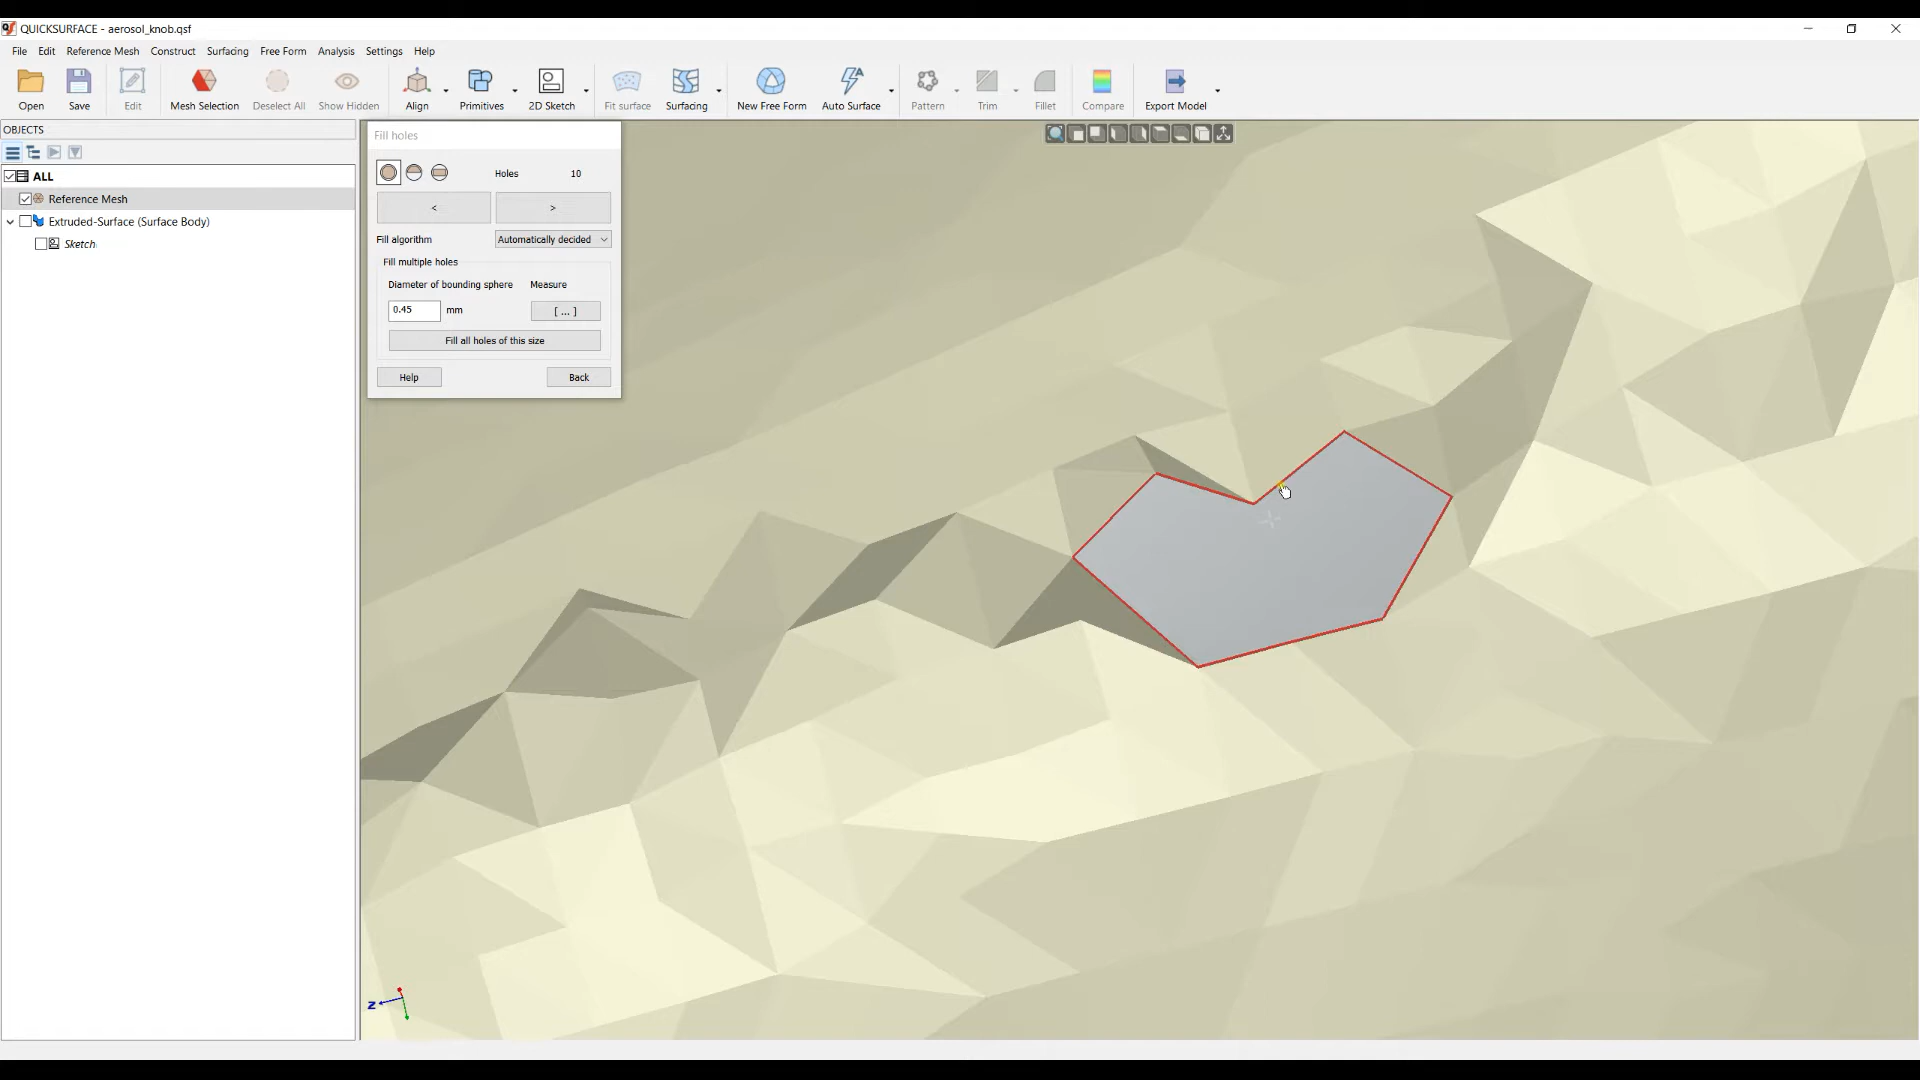 QUICKSURFACE - aerosol_knob.qsf
File Edit Reference Mesh Construct Surfacing Free Form Analysis Settings Help
Open Save Edit Mesh Selection Deselect All Show Hidden Align Primitives 2D Sketch Fit surface Surfacing New Free Form Auto Surface Pattern Trim Fillet Compare Export Model
OBJECTS
ALL
Reference Mesh
Extruded-Surface (Surface Body)
Sketch
Fill holes
Holes 10
< >
Fill algorithm Automatically decided
Fill multiple holes
Diameter of bounding sphere Measure
0.45 mm [ ... ]
Fill all holes of this size
Help Back
Z